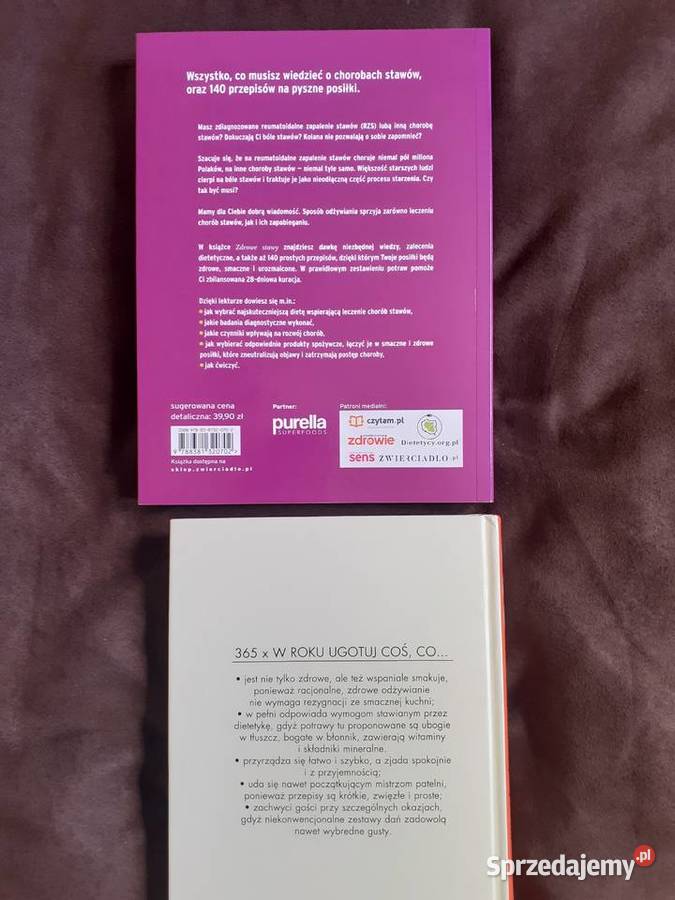 Wszystko, co musisz wiedzieć o chorobach stawów,
oraz 140 przepisów na pyszne posiłki.
Masz zdiagnozowane reumatoidalne zapalenie stawów (RZS) lubą inną chorobę
stawów? Dokuczają Ci bóle stawów? Kolana nie pozwalają o sobie zapomnieć?
Szacuje się, że na reumatoidalne zapalenie stawów choruje niemal pół miliona
Polaków, na inne choroby stawów – niemal tyle samo. Większość starszych ludzi
cierpi na bóle stawów i traktuje je jako nieodłączną część procesu starzenia. Czy
tak być musi?
Mamy dla Ciebie dobrą wiadomość. Sposób odżywiania sprzyja zarówno leczeniu
chorób stawów, jak i ich zapobieganiu.
W książce Zdrowe stawy znajdziesz dawkę niezbędnej wiedzy, zalecenia
dietetyczne, a także aż 140 prostych przepisów, dzięki którym Twoje posiłki będą
zdrowe, smaczne i urozmaicone. W prawidłowym zestawieniu potraw pomoże
Ci zbilansowana 28-dniowa kuracja.
Dzięki lekturze dowiesz się m.in.:
• jak wybrać najskuteczniejszą dietę wspierającą leczenie chorób stawów,
• jakie badania diagnostyczne wykonać,
• jakie czynniki wpływają na rozwój chorób,
• jak wybierać odpowiednie produkty spożywcze, łączyć je w smaczne i zdrowe
posiłki, które zneutralizują objawy i zatrzymają postęp choroby,
• jak ćwiczyć.
sugerowana cena
detaliczna: 39,90 zł
Partner:
purella
SUPERFOODS
Patroni medialni:
czytam.pl
zdrowie
Dietetycy.org.pl
sens
ZWIERCIADLO.pl
9 788381 320702 >
Książka dostępna na
sklep.zwierciadlo.pl
365 x W ROKU UGOTUJ COŚ, CO...
• jest nie tylko zdrowe, ale też wspaniale smakuje,
ponieważ racjonalne, zdrowe odżywianie
nie wymaga rezygnacji ze smacznej kuchni;
• w pełni odpowiada wymogom stawianym przez
dietetykę, gdyż potrawy tu proponowane są ubogie
w tłuszcz, bogate w błonnik, zawierają witaminy
i składniki mineralne.
• przyrządza się łatwo i szybko, a zjada spokojnie
i z przyjemnością;
• uda się nawet początkującym mistrzom patelni,
ponieważ przepisy są krótkie, zwięzłe i proste;
• zachwyci gości przy szczególnych okazjach,
gdyż niekonwencjonalne zestawy dań zadowolą
nawet wybredne gusty.
Sprzedajemy.pl